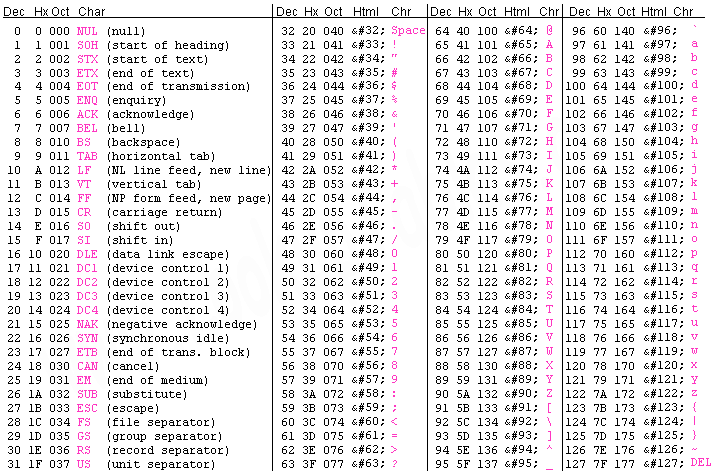 Dec Hx Oct Char Dec Hx Oct Html Chr Dec Hx Oct Html Chr Dec Hx Oct Html Chr
0 0 000 NUL (null) 32 20 040 &#32; Space 64 40 100 &#64; @ 96 60 140 &#96; `
1 1 001 SOH (start of heading) 33 21 041 &#33; ! 65 41 101 &#65; A 97 61 141 &#97; a
2 2 002 STX (start of text) 34 22 042 &#34; " 66 42 102 &#66; B 98 62 142 &#98; b
3 3 003 ETX (end of text) 35 23 043 &#35; # 67 43 103 &#67; C 99 63 143 &#99; c
4 4 004 EOT (end of transmission) 36 24 044 &#36; $ 68 44 104 &#68; D 100 64 144 &#100; d
5 5 005 ENQ (enquiry) 37 25 045 &#37; % 69 45 105 &#69; E 101 65 145 &#101; e
6 6 006 ACK (acknowledge) 38 26 046 &#38; & 70 46 106 &#70; F 102 66 146 &#102; f
7 7 007 BEL (bell) 39 27 047 &#39; ' 71 47 107 &#71; G 103 67 147 &#103; g
8 8 010 BS (backspace) 40 28 050 &#40; ( 72 48 110 &#72; H 104 68 150 &#104; h
9 9 011 TAB (horizontal tab) 41 29 051 &#41; ) 73 49 111 &#73; I 105 69 151 &#105; i
10 A 012 LF (NL line feed, new line) 42 2A 052 &#42; * 74 4A 112 &#74; J 106 6A 152 &#106; j
11 B 013 VT (vertical tab) 43 2B 053 &#43; + 75 4B 113 &#75; K 107 6B 153 &#107; k
12 C 014 FF (NP form feed, new page) 44 2C 054 &#44; , 76 4C 114 &#76; L 108 6C 154 &#108; l
13 D 015 CR (carriage return) 45 2D 055 &#45; - 77 4D 115 &#77; M 109 6D 155 &#109; m
14 E 016 SO (shift out) 46 2E 056 &#46; . 78 4E 116 &#78; N 110 6E 156 &#110; n
15 F 017 SI (shift in) 47 2F 057 &#47; / 79 4F 117 &#79; O 111 6F 157 &#111; o
16 10 020 DLE (data link escape) 48 30 060 &#48; 0 80 50 120 &#80; P 112 70 160 &#112; p
17 11 021 DC1 (device control 1) 49 31 061 &#49; 1 81 51 121 &#81; Q 113 71 161 &#113; q
18 12 022 DC2 (device control 2) 50 32 062 &#50; 2 82 52 122 &#82; R 114 72 162 &#114; r
19 13 023 DC3 (device control 3) 51 33 063 &#51; 3 83 53 123 &#83; S 115 73 163 &#115; s
20 14 024 DC4 (device control 4) 52 34 064 &#52; 4 84 54 124 &#84; T 116 74 164 &#116; t
21 15 025 NAK (negative acknowledge) 53 35 065 &#53; 5 85 55 125 &#85; U 117 75 165 &#117; u
22 16 026 SYN (synchronous idle) 54 36 066 &#54; 6 86 56 126 &#86; V 118 76 166 &#118; v
23 17 027 ETB (end of trans. block) 55 37 067 &#55; 7 87 57 127 &#87; W 119 77 167 &#119; w
24 18 030 CAN (cancel) 56 38 070 &#56; 8 88 58 130 &#88; X 120 78 170 &#120; x
25 19 031 EM (end of medium) 57 39 071 &#57; 9 89 59 131 &#89; Y 121 79 171 &#121; y
26 1A 032 SUB (substitute) 58 3A 072 &#58; : 90 5A 132 &#90; Z 122 7A 172 &#122; z
27 1B 033 ESC (escape) 59 3B 073 &#59; ; 91 5B 133 &#91; [ 123 7B 173 &#123; {
28 1C 034 FS (file separator) 60 3C 074 &#60; < 92 5C 134 &#92; \ 124 7C 174 &#124; |
29 1D 035 GS (group separator) 61 3D 075 &#61; = 93 5D 135 &#93; ] 125 7D 175 &#125; }
30 1E 036 RS (record separator) 62 3E 076 &#62; > 94 5E 136 &#94; ^ 126 7E 176 &#126; ~
31 1F 037 US (unit separator) 63 3F 077 &#63; ? 95 5F 137 &#95; _ 127 7F 177 &#127; DEL